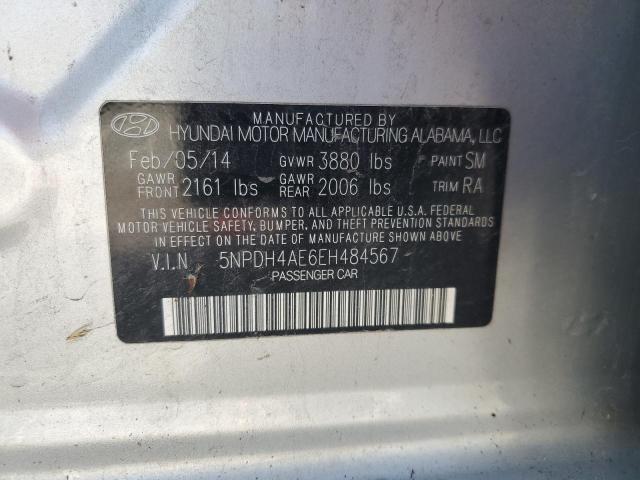 MANUFACTURED BY
HYUNDAI MOTOR MANUFACTURING ALABAMA, LLC
Feb/05/14 GVWR 3880 lbs PAINT SM
GAWR FRONT 2161 lbs GAWR REAR 2006 lbs TRIM RA
THIS VEHICLE CONFORMS TO ALL APPLICABLE U.S.A. FEDERAL
MOTOR VEHICLE SAFETY, BUMPER, AND THEFT PREVENTION STANDARDS
IN EFFECT ON THE DATE OF MANUFACTURE SHOWN ABOVE.
V.I.N 5NPDH4AE6EH484567
PASSENGER CAR